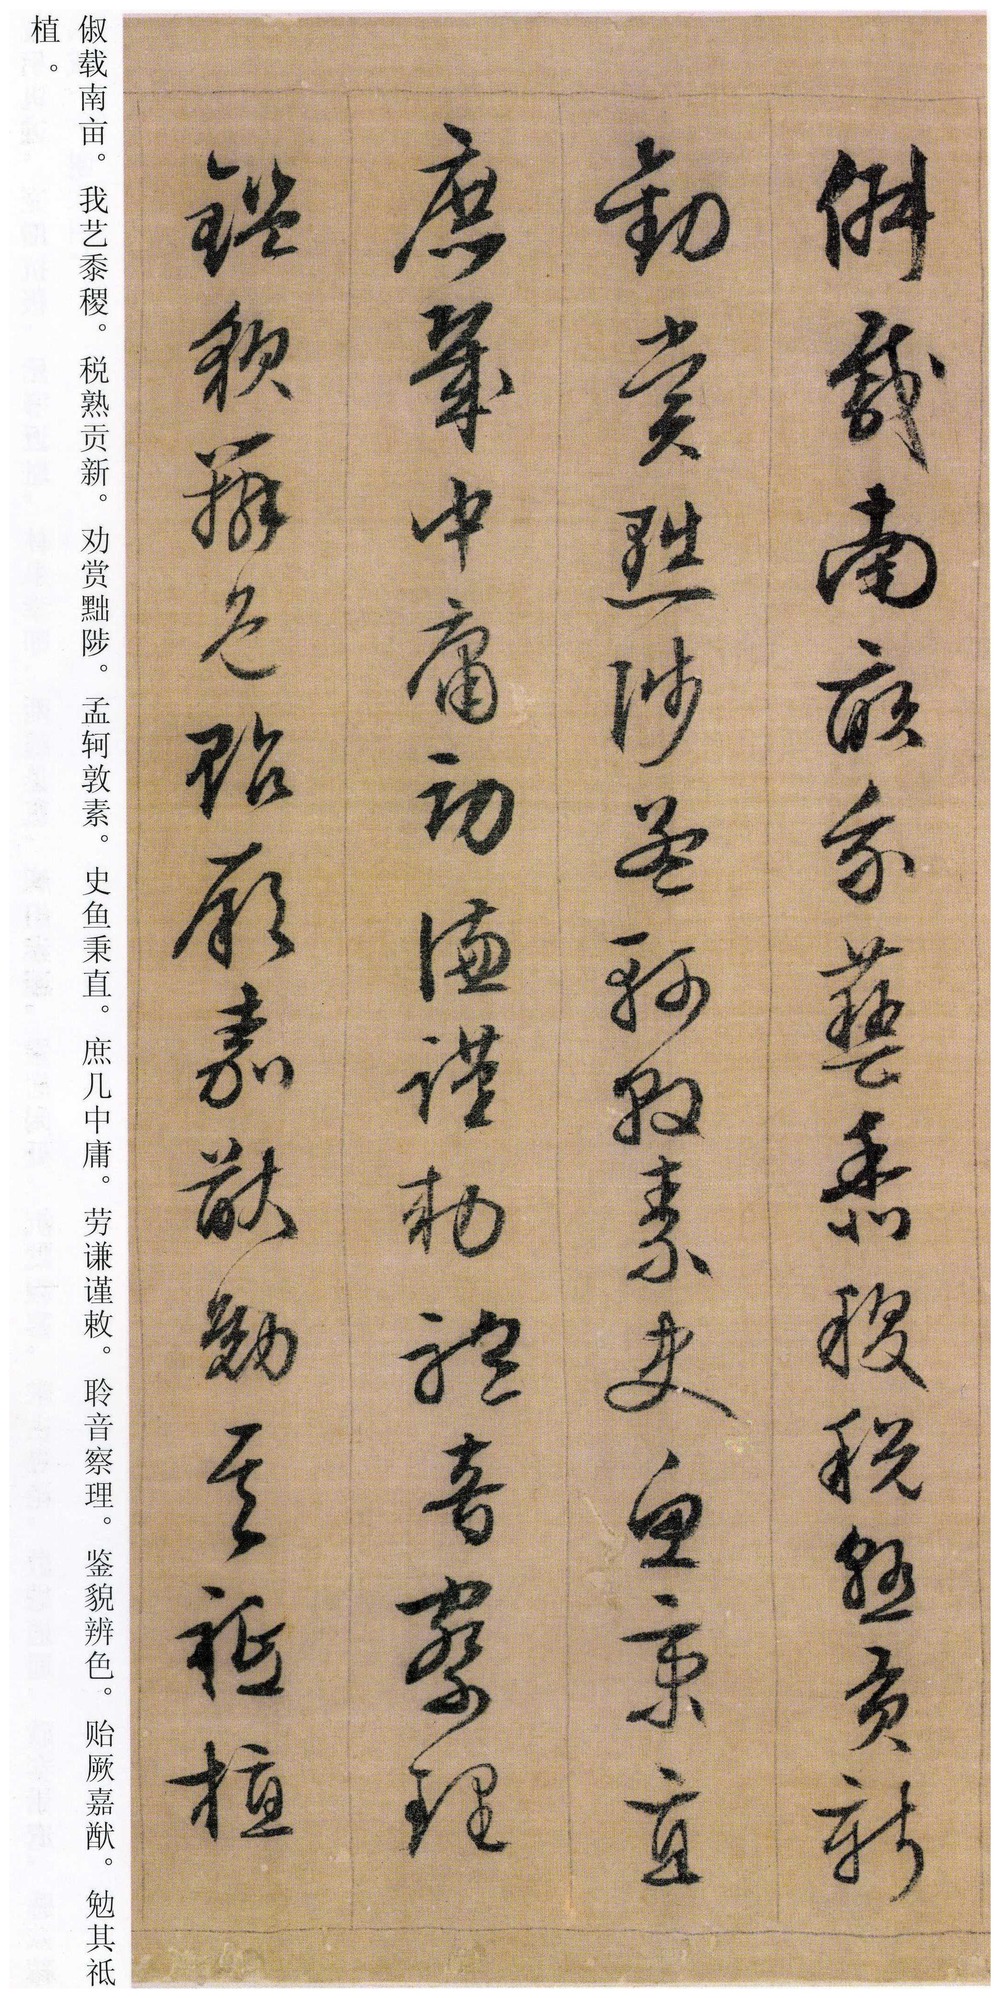 俶载南亩我艺黍稷税熟贡新
劝赏黜陟孟轲敦素史鱼秉直
庶几中庸劳谦谨敕聆音察理
鉴貌辨色贻厥嘉猷勉其祗植
俶载南亩。我艺黍稷。税熟贡新。劝赏黜陟。孟轲敦素。史鱼秉直。庶几中庸。劳谦谨敕。聆音察理。鉴貌辨色。贻厥嘉猷。勉其祗
植。